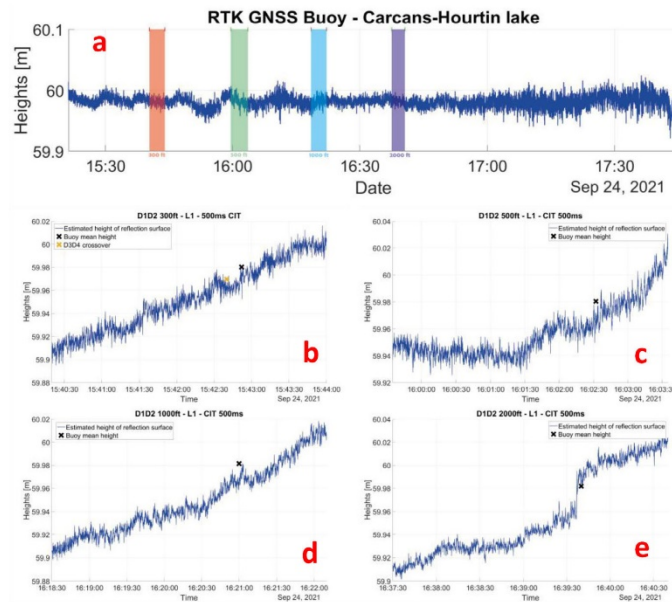 RTK GNSS Buoy - Carcans-Hourtin lake
a
Heights [m]
60.1
60
59.9
300 ft
500 ft
1000 ft
2000 ft
15:30 16:00 16:30 17:00 17:30
Date
Sep 24, 2021
D1D2 300ft - L1 - 500ms CIT
Estimated height of reflection surface
Buoy mean height
D3D4 crossover
Heights [m]
60.02
60
59.98
59.96
59.94
59.92
59.9
59.88
b
15:40:30 15:41:00 15:41:30 15:42:00 15:42:30 15:43:00 15:43:30 15:44:00
Time
Sep 24, 2021
D1D2 500ft - L1 - CIT 500ms
Estimated height of reflection surface
Buoy mean height
Heights [m]
60.02
60
59.98
59.96
59.94
59.92
c
16:00:00 16:00:30 16:01:00 16:01:30 16:02:00 16:02:30 16:03:00 16:03:3
Time
Sep 24, 2021
D1D2 1000ft - L1 - CIT 500ms
Estimated height of reflection surface
Buoy mean height
Heights [m]
60.02
60
59.98
59.96
59.94
59.92
59.9
59.88
d
16:18:30 16:19:00 16:19:30 16:20:00 16:20:30 16:21:00 16:21:30 16:22:00
Time
Sep 24, 2021
D1D2 2000ft - L1 - CIT 500ms
Estimated height of reflection surface
Buoy mean height
Heights [m]
60.02
60
59.98
59.96
59.94
59.92
59.9
e
16:37:30 16:38:00 16:38:30 16:39:00 16:39:30 16:40:00 16:40:30
Time
Sep 24, 2021